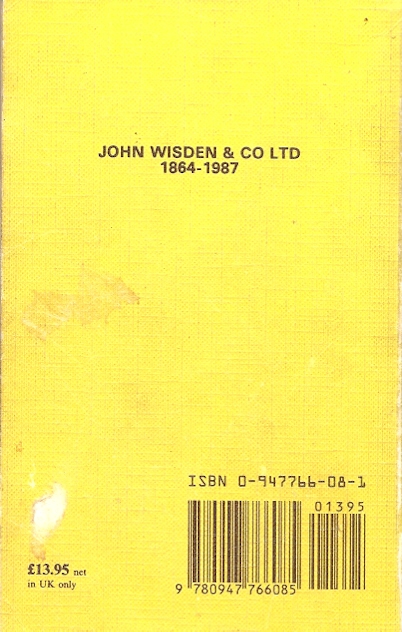 JOHN WISDEN & CO LTD
1864-1987
ISBN 0-947766-08-1
01395
9 780947 766085
£13.95 net
in UK only